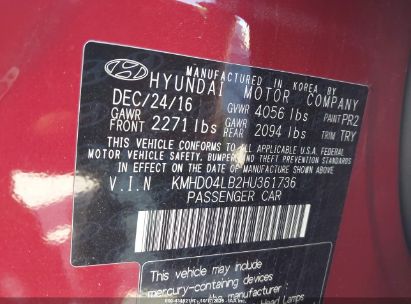 MANUFACTURED IN KOREA BY
HYUNDAI MOTOR COMPANY
DEC/24/16 GVWR 4056 lbs PAINT PR2
GAWR FRONT 2271 lbs GAWR REAR 2094 lbs TRIM TRY
THIS VEHICLE CONFORMS TO ALL APPLICABLE U.S.A. FEDERAL
MOTOR VEHICLE SAFETY, BUMPER, AND THEFT PREVENTION STANDARDS
IN EFFECT ON THE DATE OF MANUFACTURE SHOWN ABOVE.
V.I.N KMHD04LB2HU361736
PASSENGER CAR
Head Lamps
This product may include
mercury-containing devices